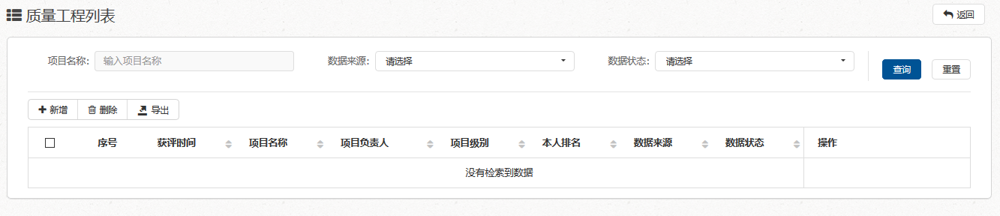 质量工程列表
返回
项目名称: 输入项目名称 数据来源: 请选择 数据状态: 请选择 查询 重置
新增 删除 导出
序号 获评时间 项目名称 项目负责人 项目级别 本人排名 数据来源 数据状态 操作
没有检索到数据